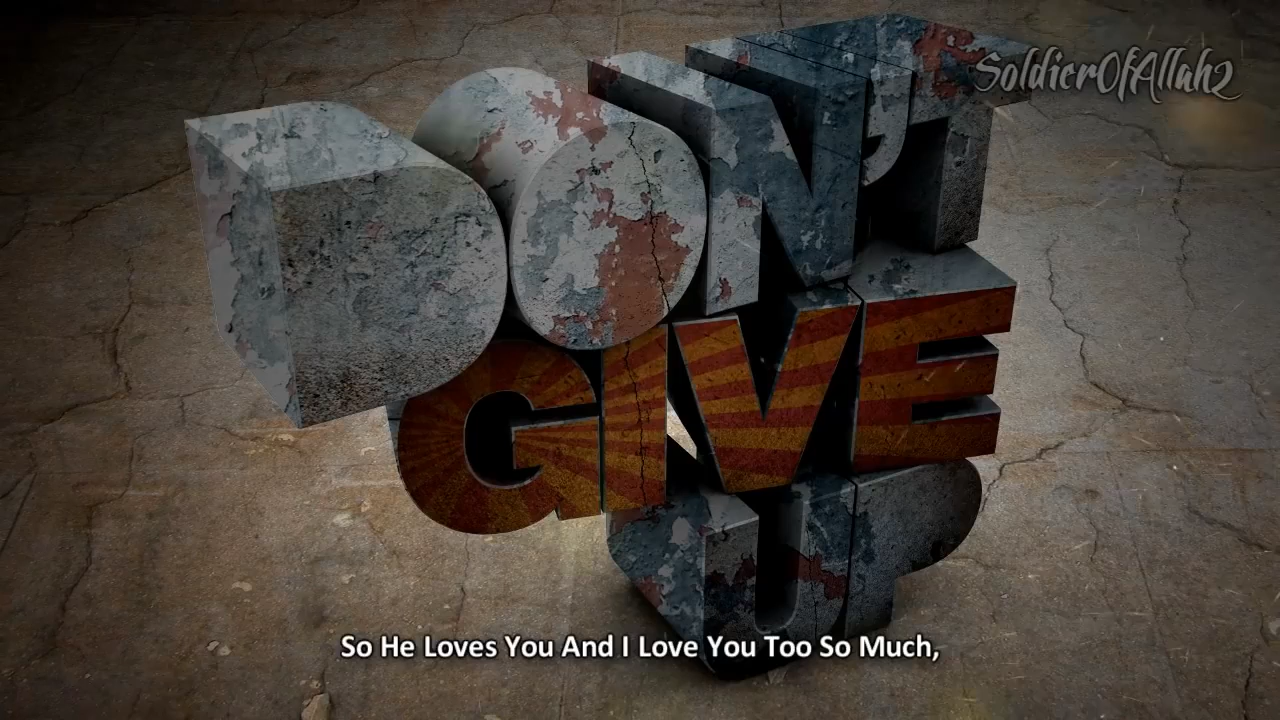 SoldierOfAllah2
DON'T
GIVE
UP
So He Loves You And I Love You Too So Much,